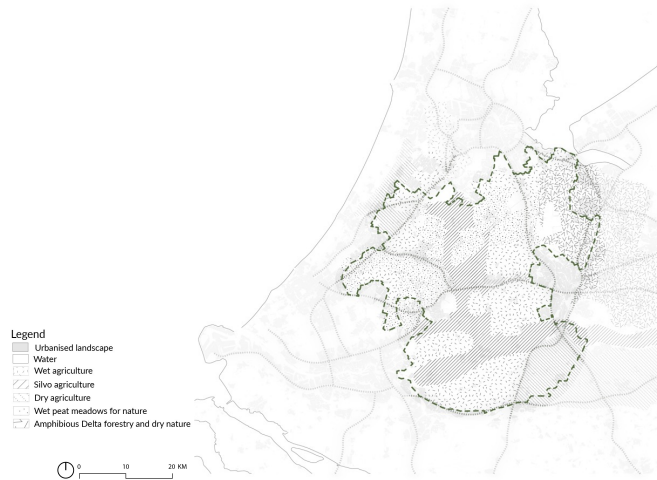 Legend
Urbanised landscape
Water
Wet agriculture
Silvo agriculture
Dry agriculture
Wet peat meadows for nature
Amphibious Delta forestry and dry nature
0 10 20 KM